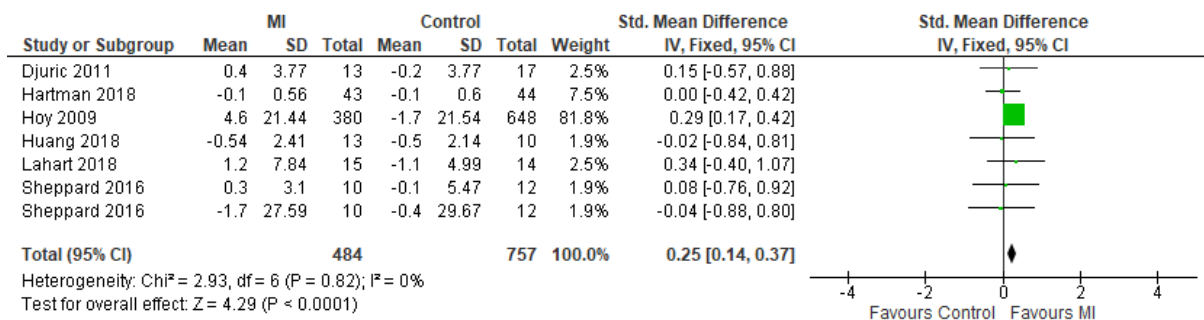 MI Control Std. Mean Difference Std. Mean Difference
Study or Subgroup Mean SD Total Mean SD Total Weight IV, Fixed, 95% CI IV, Fixed, 95% CI
Djuric 2011 0.4 3.77 13 -0.2 3.77 17 2.5% 0.15 [-0.57, 0.88]
Hartman 2018 -0.1 0.56 43 -0.1 0.6 44 7.5% 0.00 [-0.42, 0.42]
Hoy 2009 4.6 21.44 380 -1.7 21.54 648 81.8% 0.29 [0.17, 0.42]
Huang 2018 -0.54 2.41 13 -0.5 2.14 10 1.9% -0.02 [-0.84, 0.81]
Lahart 2018 1.2 7.84 15 -1.1 4.99 14 2.5% 0.34 [-0.40, 1.07]
Sheppard 2016 0.3 3.1 10 -0.1 5.47 12 1.9% 0.08 [-0.76, 0.92]
Sheppard 2016 -1.7 27.59 10 -0.4 29.67 12 1.9% -0.04 [-0.88, 0.80]
Total (95% CI) 484 757 100.0% 0.25 [0.14, 0.37]
Heterogeneity: Chi² = 2.93, df = 6 (P = 0.82); I² = 0%
Test for overall effect: Z = 4.29 (P < 0.0001)
-4 -2 0 2 4
Favours Control Favours MI